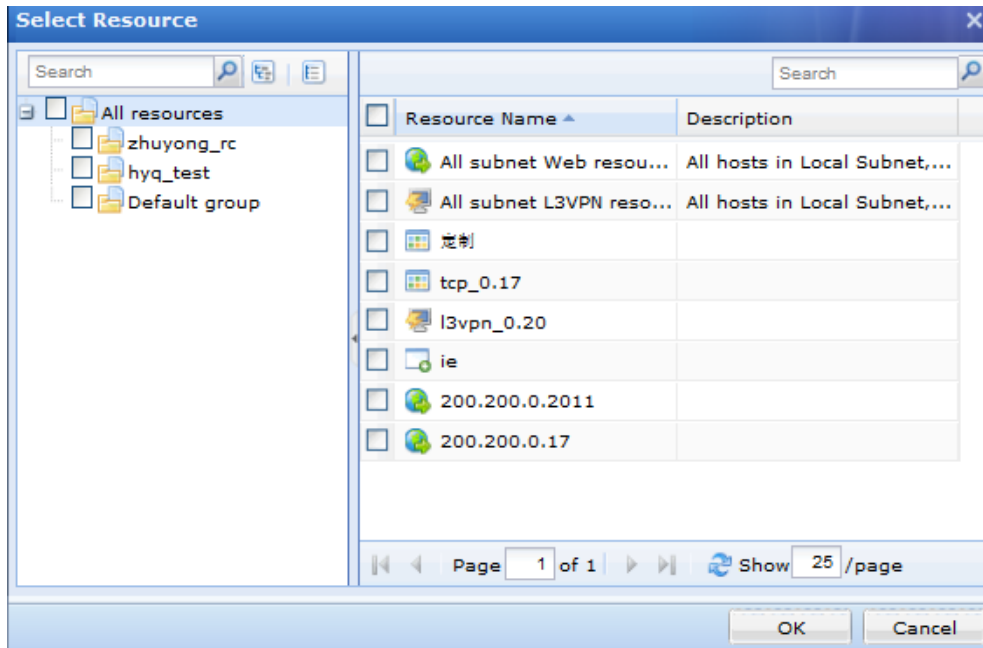 Select Resource
Search
All resources
zhuyong_rc
hyq_test
Default group
Search
Resource Name Description
All subnet Web resou... All hosts in Local Subnet,...
All subnet L3VPN reso... All hosts in Local Subnet,...
定制
tcp_0.17
l3vpn_0.20
ie
200.200.0.2011
200.200.0.17
Page 1 of 1 Show 25 /page
OK Cancel